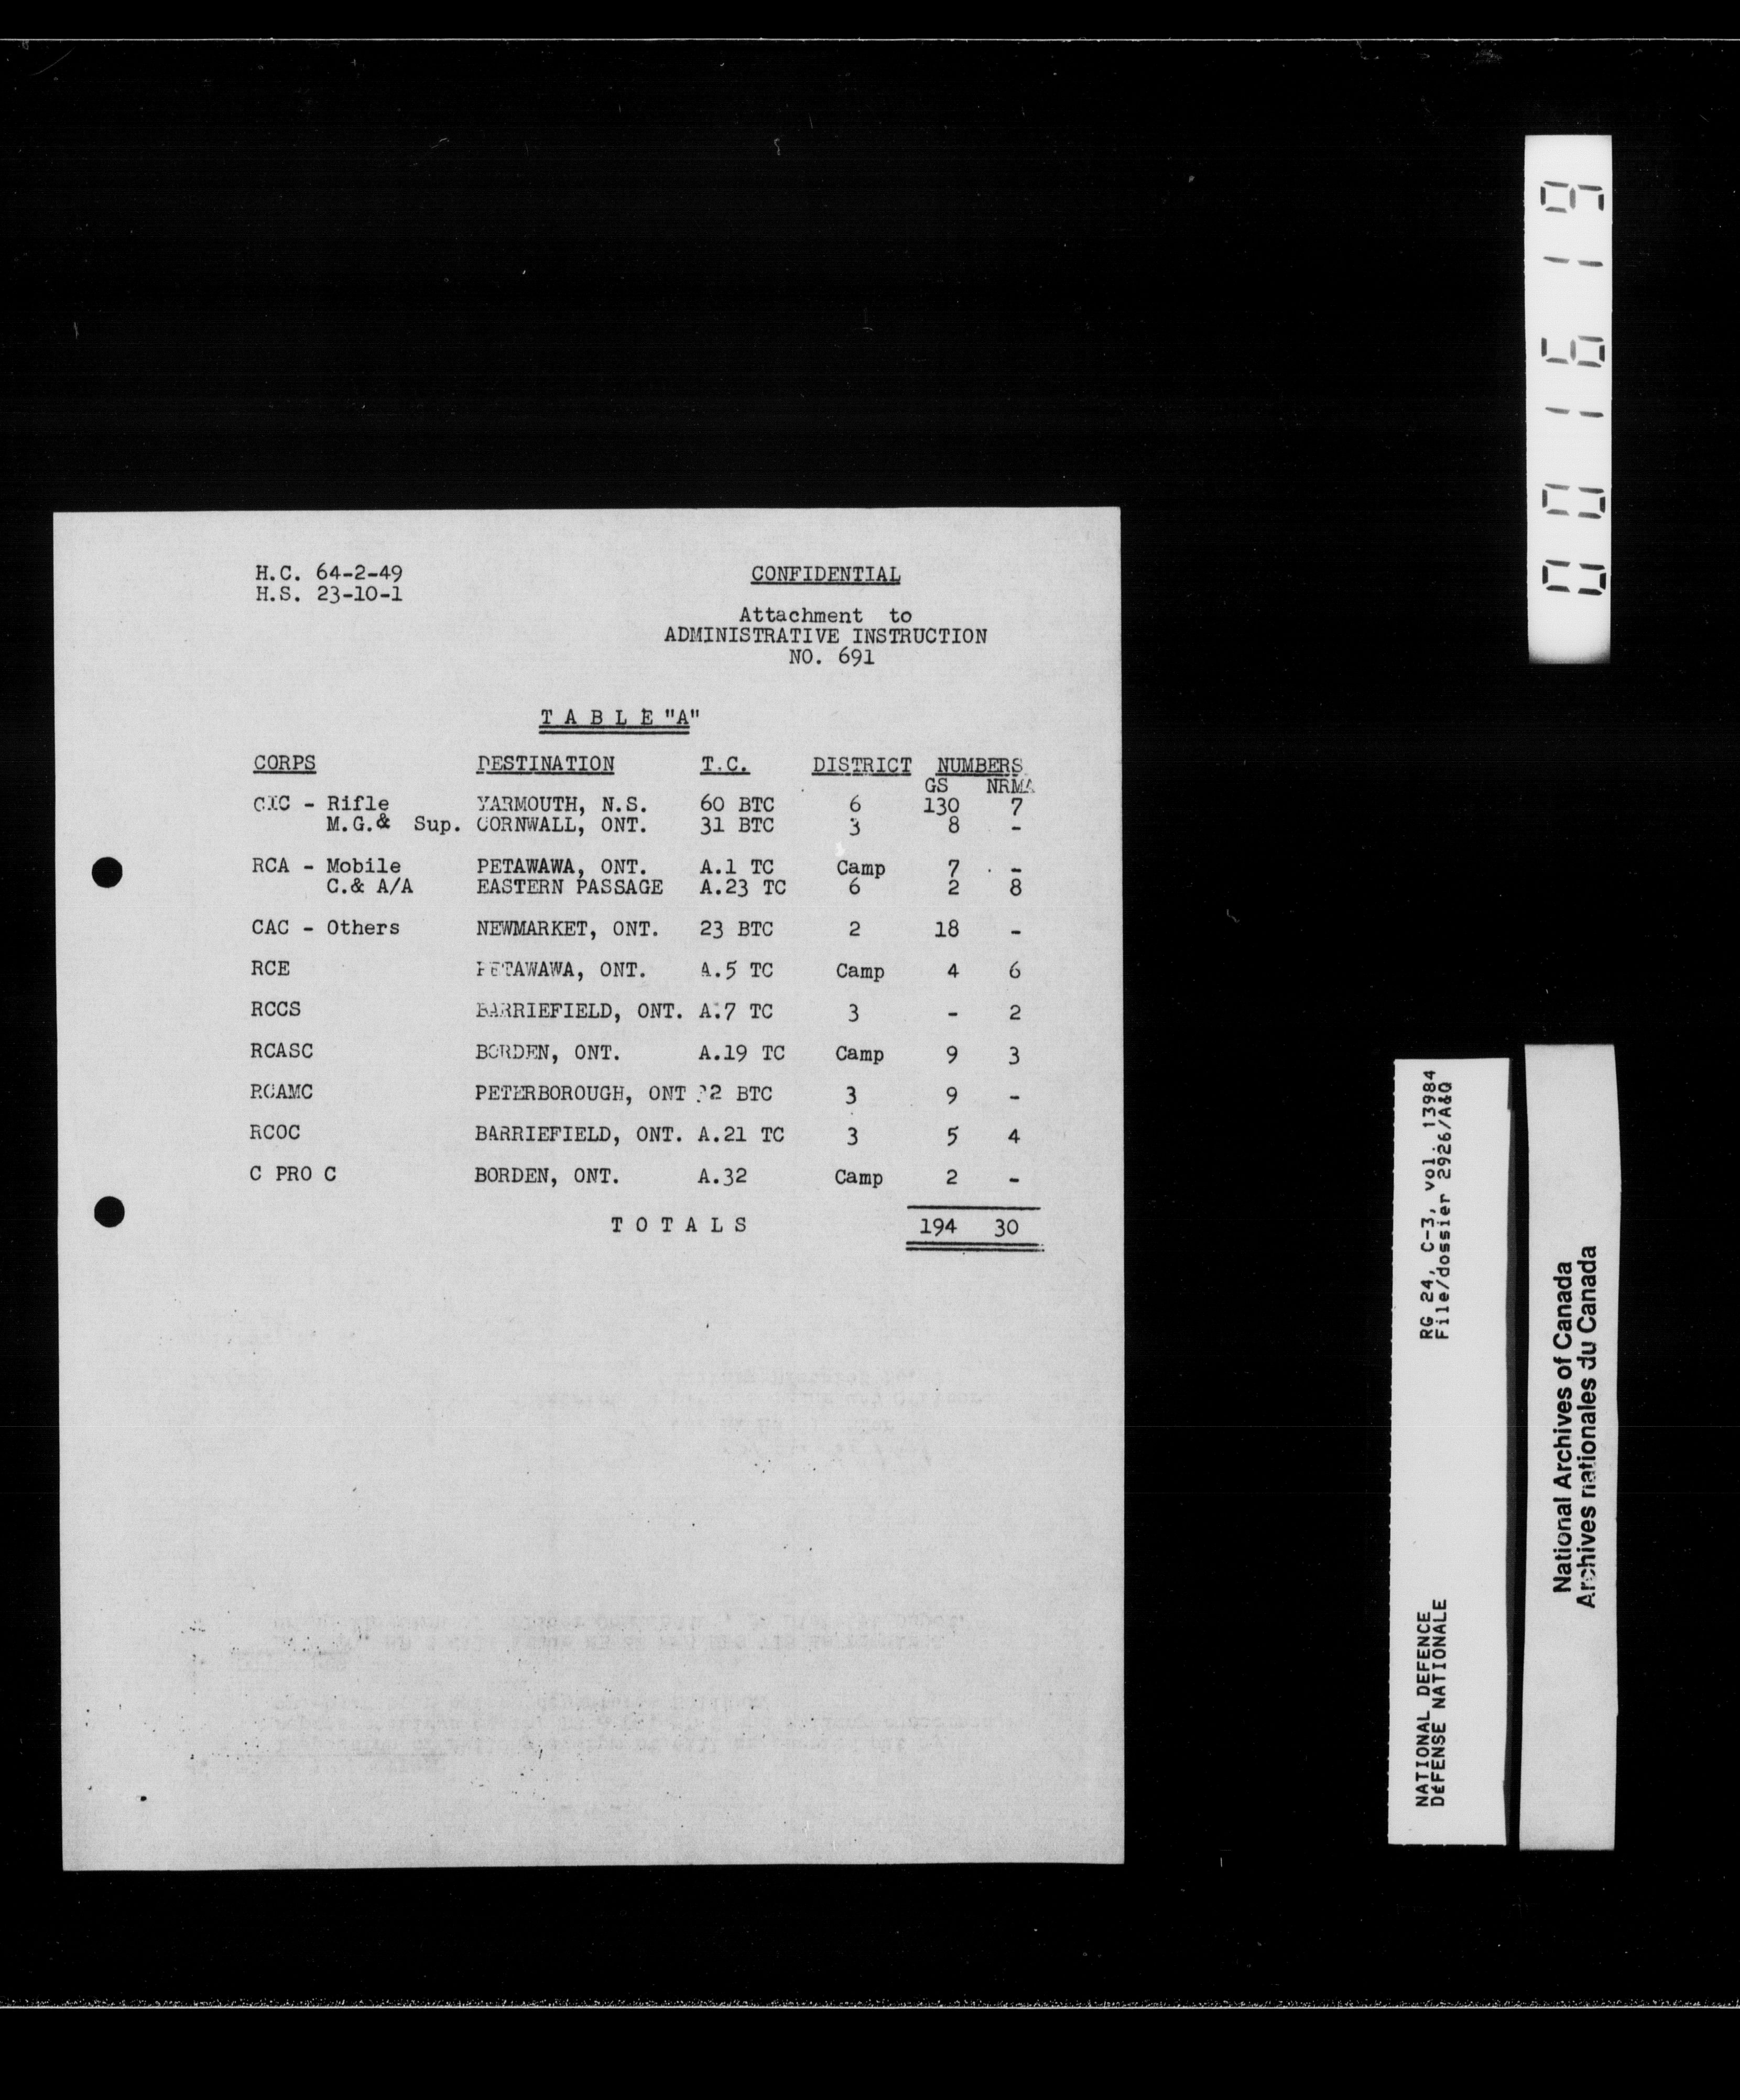 H.C. 64-2-49
H.S. 23-10-1
CONFIDENTIAL
Attachment to
ADMINISTRATIVE INSTRUCTION
NO. 691
T A B L E "A"
CORPS DESTINATION T.C. DISTRICT NUMBERS
GS NRMA
CIC - Rifle YARMOUTH, N.S. 60 BTC 6 130 7
M.G.& Sup. CORNWALL, ONT. 31 BTC 3 8 -
RCA - Mobile PETAWAWA, ONT. A.1 TC Camp 7 -
C.& A/A EASTERN PASSAGE A.23 TC 6 2 8
CAC - Others NEWMARKET, ONT. 23 BTC 2 18 -
RCE PETAWAWA, ONT. A.5 TC Camp 4 6
RCCS BARRIEFIELD, ONT. A.7 TC 3 - 2
RCASC BORDEN, ONT. A.19 TC Camp 9 3
RCAMC PETERBOROUGH, ONT BTC 3 9 -
RCOC BARRIEFIELD, ONT. A.21 TC 3 5 4
C PRO C BORDEN, ONT. A.32 Camp 2 -
T O T A L S 194 30
001619
RG 24, C-3, vol. 13984
File/dossier 2926/A&Q
NATIONAL DEFENCE
DéFENSE NATIONALE
National Archives of Canada
Archives nationales du Canada